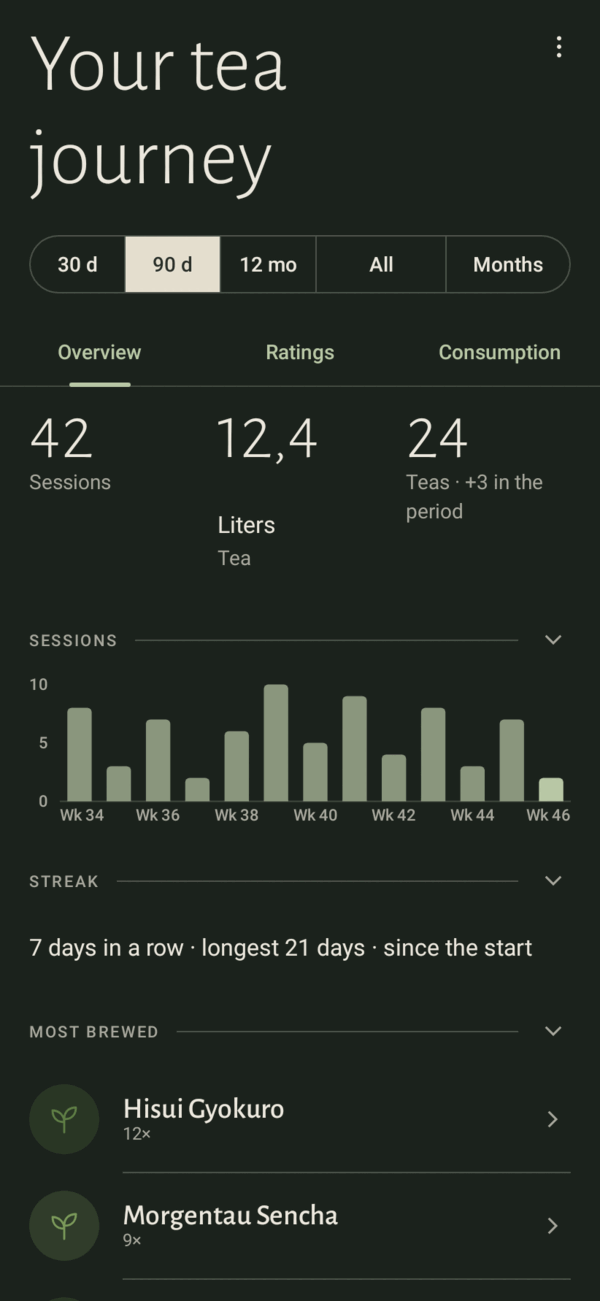 Your tea
journey
30 d
90 d
12 mo
All
Months
Overview
Ratings
Consumption
42
Sessions
12,4
Liters
Tea
24
Teas · +3 in the
period
SESSIONS
10
5
0
Wk 34
Wk 36
Wk 38
Wk 40
Wk 42
Wk 44
Wk 46
STREAK
7 days in a row · longest 21 days · since the start
MOST BREWED
Hisui Gyokuro
12×
Morgentau Sencha
9×